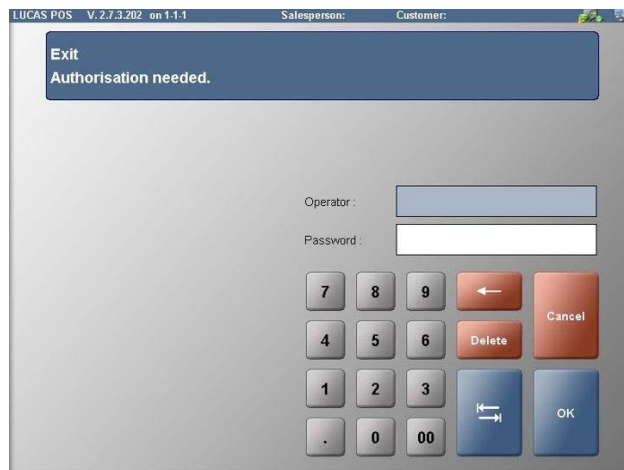 LUCAS POS V. 2.7.3.202 on 1-1-1 Salesperson: Customer:
Exit
Authorisation needed.
Operator :
Password :
7 8 9
Cancel
4 5 6 Delete
1 2 3
OK
. 0 00